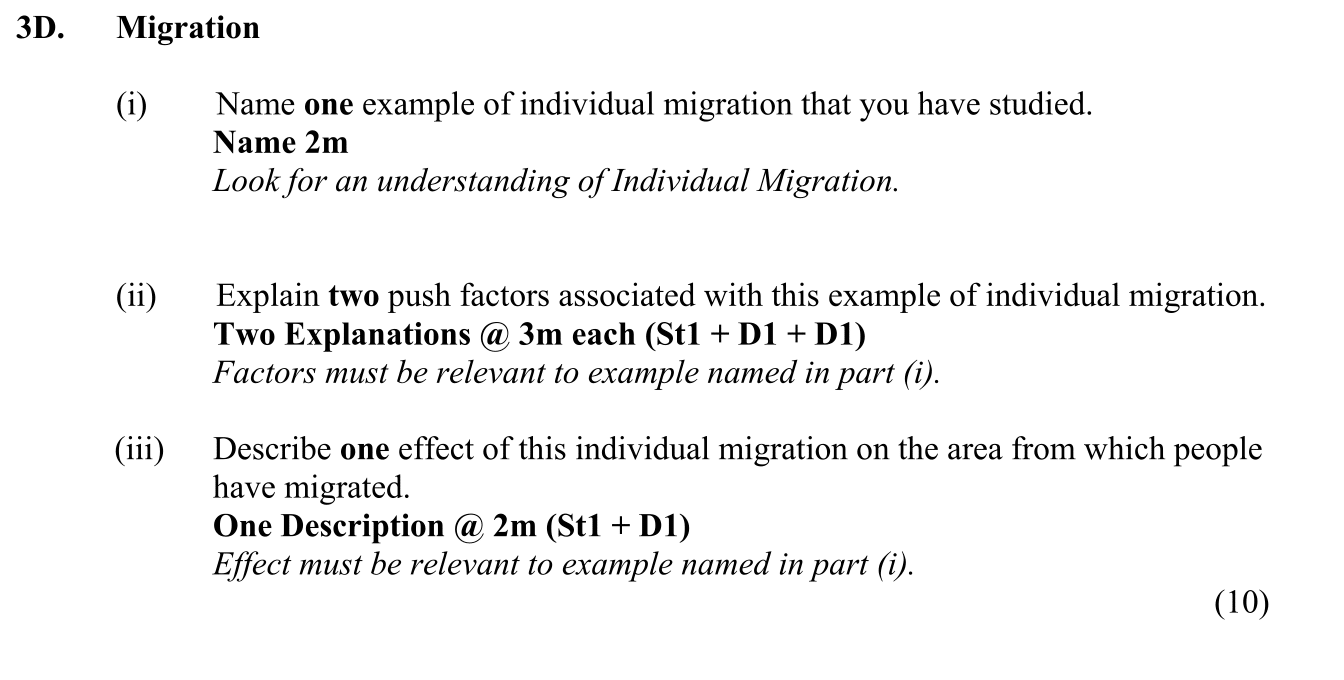 3D. Migration
(i) Name one example of individual migration that you have studied.
Name 2m
Look for an understanding of Individual Migration.
(ii) Explain two push factors associated with this example of individual migration.
Two Explanations @ 3m each (St1 + D1 + D1)
Factors must be relevant to example named in part (i).
(iii) Describe one effect of this individual migration on the area from which people
have migrated.
One Description @ 2m (St1 + D1)
Effect must be relevant to example named in part (i).
(10)